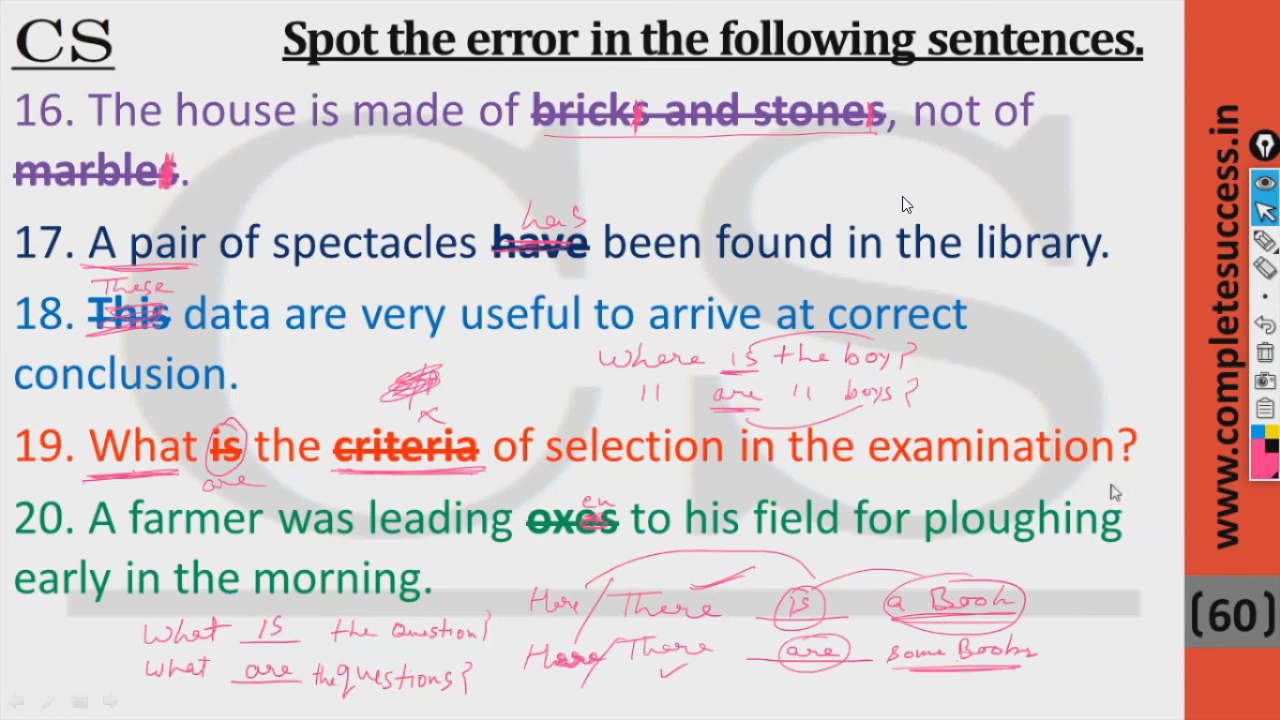 CS
Spot the error in the following sentences.
16. The house is made of bricks and stones, not of
marbles.
has
17. A pair of spectacles have been found in the library.
These
18. This data are very useful to arrive at correct
conclusion.
Where is the boy?
" are " boys?
19. What is the criteria of selection in the examination?
are
en
20. A farmer was leading oxes to his field for ploughing
early in the morning.
Here/There is a Book
Here/There are some Books
What is the question?
What are the questions?
www.completesuccess.in
(60)